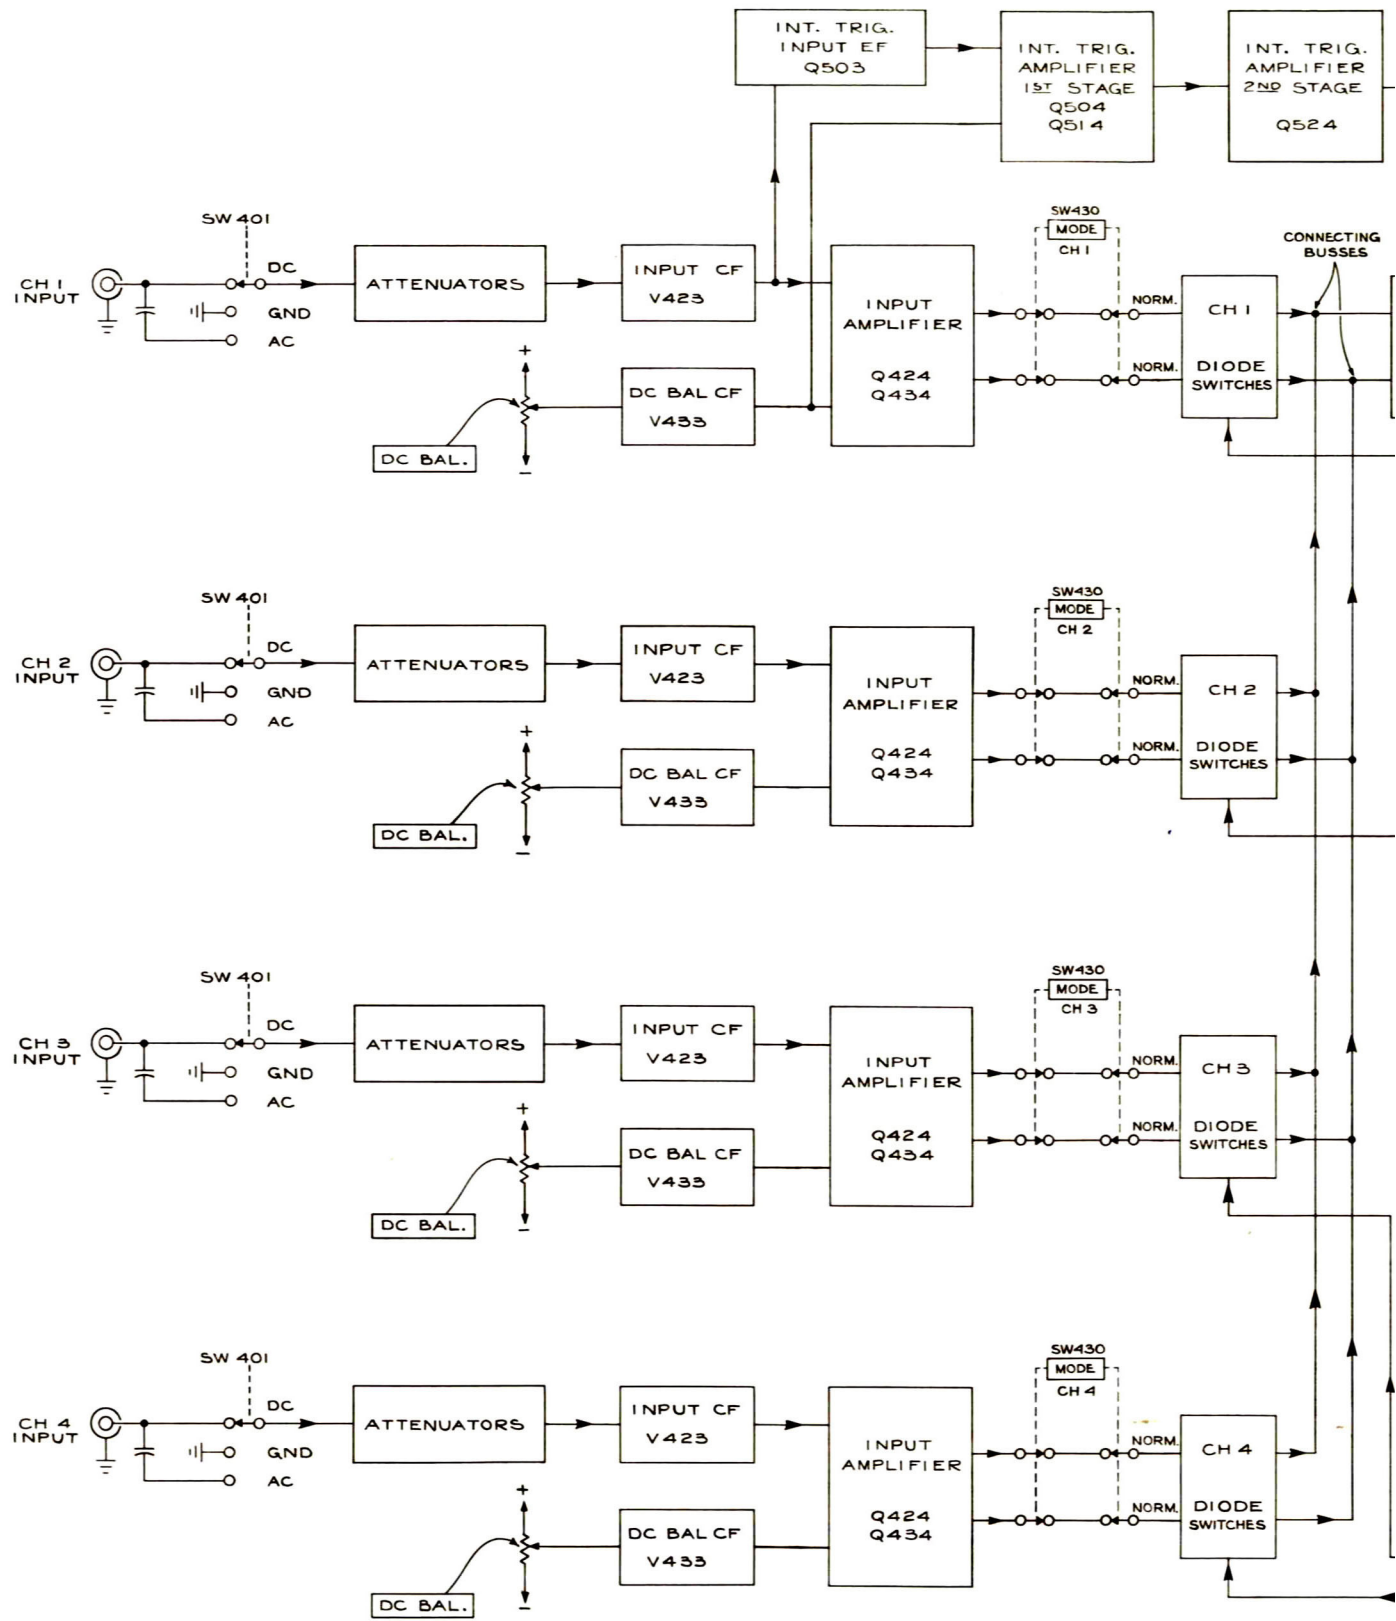 INT. TRIG.
INPUT EF
Q503
INT. TRIG.
AMPLIFIER
1ST STAGE
Q504
Q514
INT. TRIG.
AMPLIFIER
2ND STAGE
Q524
SW 401
CH 1
INPUT
DC
GND
AC
ATTENUATORS
INPUT CF
V423
+
DC BAL CF
V433
-
DC BAL.
INPUT
AMPLIFIER
Q424
Q434
SW430
MODE
CH 1
NORM.
NORM.
CH 1
DIODE
SWITCHES
CONNECTING
BUSSES
SW 401
CH 2
INPUT
DC
GND
AC
ATTENUATORS
INPUT CF
V423
+
DC BAL CF
V433
-
DC BAL.
INPUT
AMPLIFIER
Q424
Q434
SW430
MODE
CH 2
NORM.
NORM.
CH 2
DIODE
SWITCHES
SW 401
CH 3
INPUT
DC
GND
AC
ATTENUATORS
INPUT CF
V423
+
DC BAL CF
V433
-
DC BAL.
INPUT
AMPLIFIER
Q424
Q434
SW430
MODE
CH 3
NORM.
NORM.
CH 3
DIODE
SWITCHES
SW 401
CH 4
INPUT
DC
GND
AC
ATTENUATORS
INPUT CF
V423
+
DC BAL CF
V433
-
DC BAL.
INPUT
AMPLIFIER
Q424
Q434
SW430
MODE
CH 4
NORM.
NORM.
CH 4
DIODE
SWITCHES